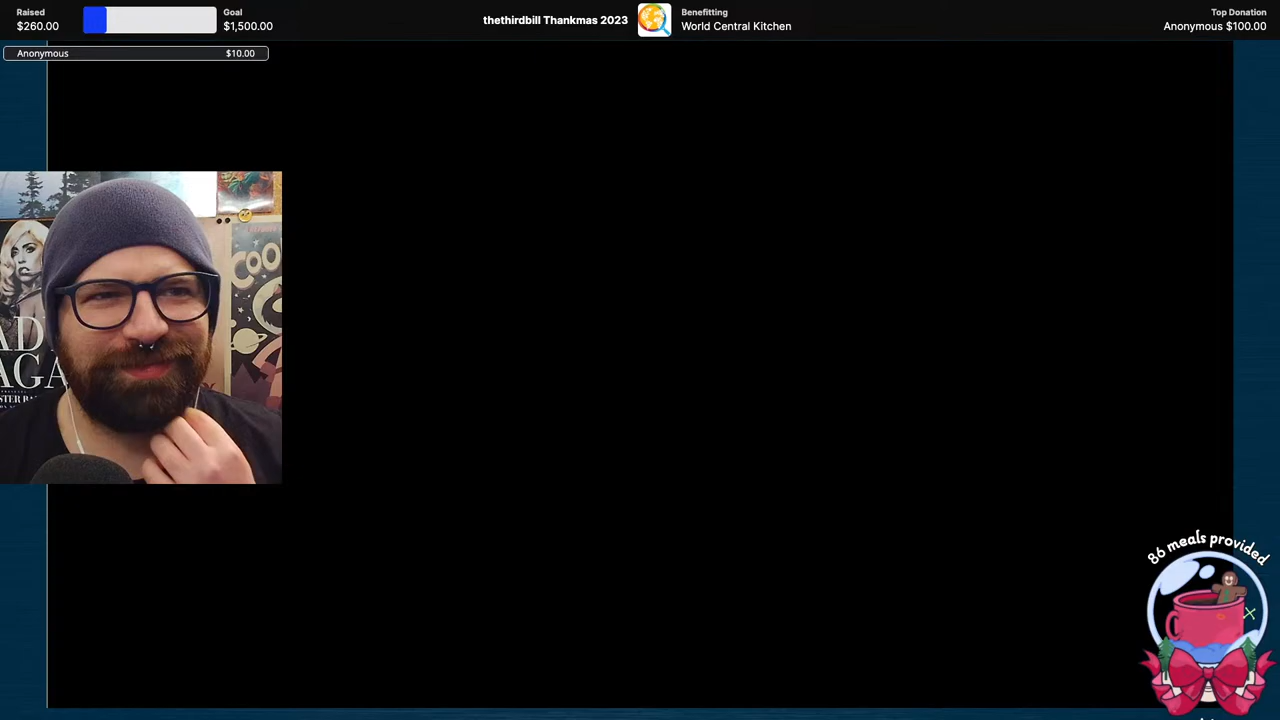 Raised
$260.00
Goal
$1,500.00
thethirdbill Thankmas 2023
Benefitting
World Central Kitchen
Top Donation
Anonymous $100.00
Anonymous $10.00
COO
86 meals provided